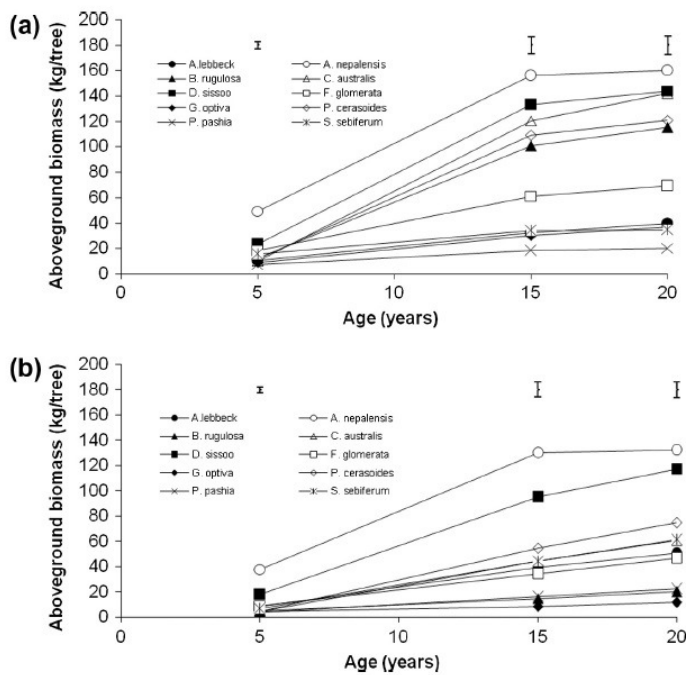 (a)
200
180
160
140
120
100
80
60
40
20
0
Aboveground biomass (kg/tree)
A.lebbeck
A. nepalensis
B. rugulosa
C. australis
D. sissoo
F. glomerata
G. optiva
P. cerasoides
P. pashia
S. sebiferum
0 5 10 15 20
Age (years)
(b)
200
180
160
140
120
100
80
60
40
20
0
Aboveground biomass (kg/tree)
A.lebbeck
A. nepalensis
B. rugulosa
C. australis
D. sissoo
F. glomerata
G. optiva
P. cerasoides
P. pashia
S. sebiferum
0 5 10 15 20
Age (years)